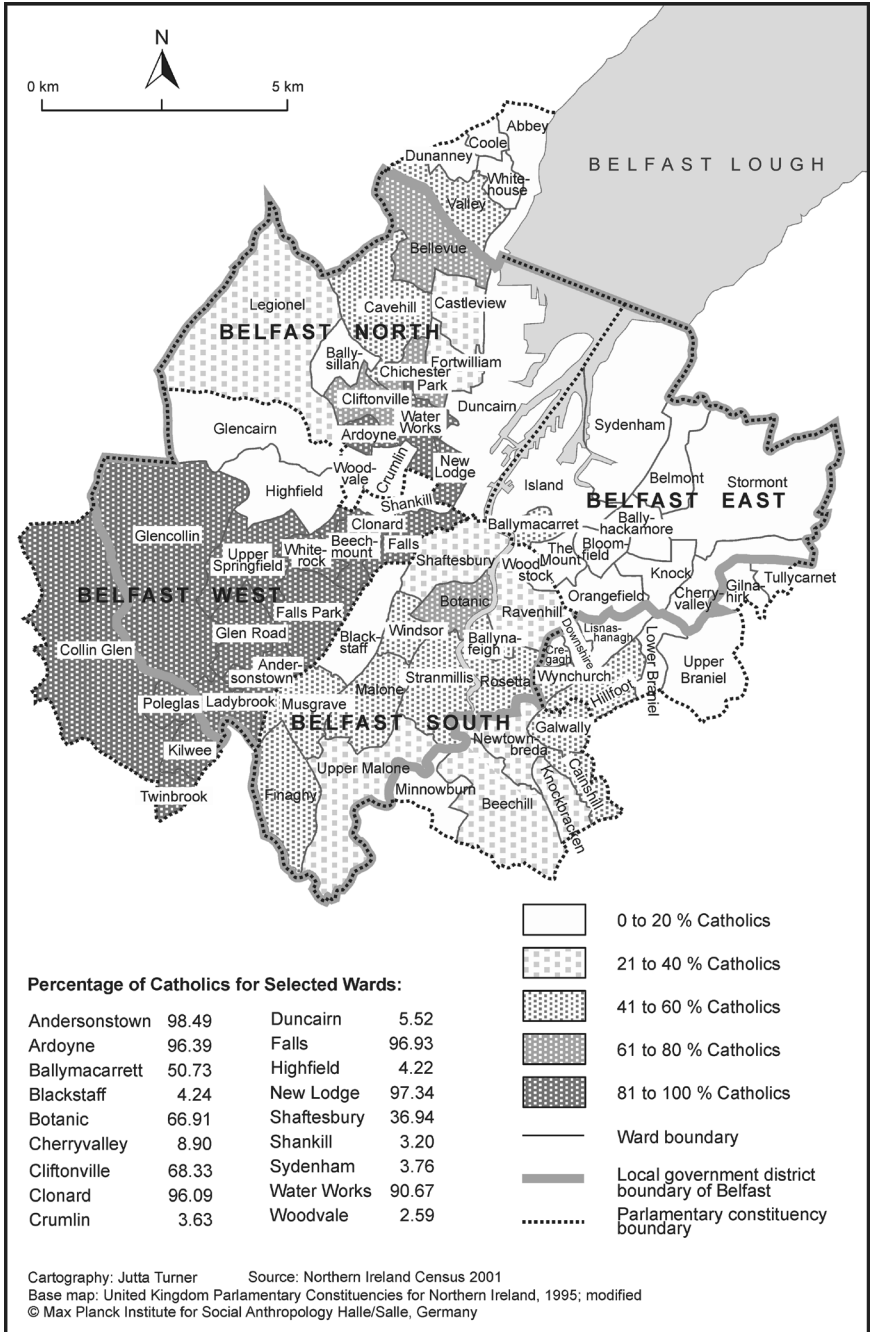 N
0 km
5 km
BELFAST LOUGH
Abbey
Coole
Dunanney
White-
house
Valley
Bellevue
Legionel
Cavehill
Castleview
BELFAST NORTH
Bally-
sillan
Fortwilliam
Chichester
Park
Cliftonville
Duncairn
Water
Works
Ardoyne
Glencairn
Sydenham
Wood-
vale
Crumlin
New
Lodge
Highfield
Shankill
Island
Belmont
Stormont
BELFAST EAST
Clonard
Ballymacarret
Bally-
hackamore
Glencollin
Upper
Springfield
White-
rock
Beech-
mount
Falls
Shaftesbury
The
Mount
Bloom-
field
Wood-
stock
Orangefield
Knock
Cherry-
valley
Gilna-
hirk
Tullycarnet
BELFAST WEST
Falls Park
Botanic
Ravenhill
Glen Road
Black-
staff
Windsor
Ballyna-
feigh
Downshire
Lisnas-
hanagh
Lower Braniel
Upper
Braniel
Collin Glen
Ander-
sonstown
Cre-
gagh
Wynchurch
Stranmillis
Rosetta
Malone
Hillfoot
Poleglas
Ladybrook
Musgrave
BELFAST SOUTH
Galwally
Newtown-
breda
Kilwee
Upper Malone
Cairnshill
Knockbracken
Twinbrook
Finaghy
Minnowburn
Beechill
0 to 20 % Catholics
21 to 40 % Catholics
41 to 60 % Catholics
61 to 80 % Catholics
81 to 100 % Catholics
Ward boundary
Local government district
boundary of Belfast
Parlamentary constituency
boundary
Percentage of Catholics for Selected Wards:
Andersonstown 98.49
Ardoyne 96.39
Ballymacarrett 50.73
Blackstaff 4.24
Botanic 66.91
Cherryvalley 8.90
Cliftonville 68.33
Clonard 96.09
Crumlin 3.63
Duncairn 5.52
Falls 96.93
Highfield 4.22
New Lodge 97.34
Shaftesbury 36.94
Shankill 3.20
Sydenham 3.76
Water Works 90.67
Woodvale 2.59
Cartography: Jutta Turner Source: Northern Ireland Census 2001
Base map: United Kingdom Parlamentary Constituencies for Northern Ireland, 1995; modified
© Max Planck Institute for Social Anthropology Halle/Salle, Germany